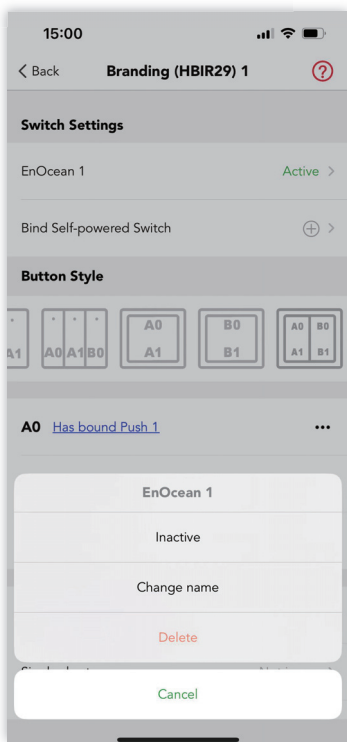 15:00
Back Branding (HBIR29) 1 ?
Switch Settings
EnOcean 1 Active
Bind Self-powered Switch
Button Style
A0 B0 A0 B0
A1 A0 A1 B0 A1 B1 A1 B1
A0 Has bound Push 1 •••
EnOcean 1
Inactive
Change name
Delete
Cancel